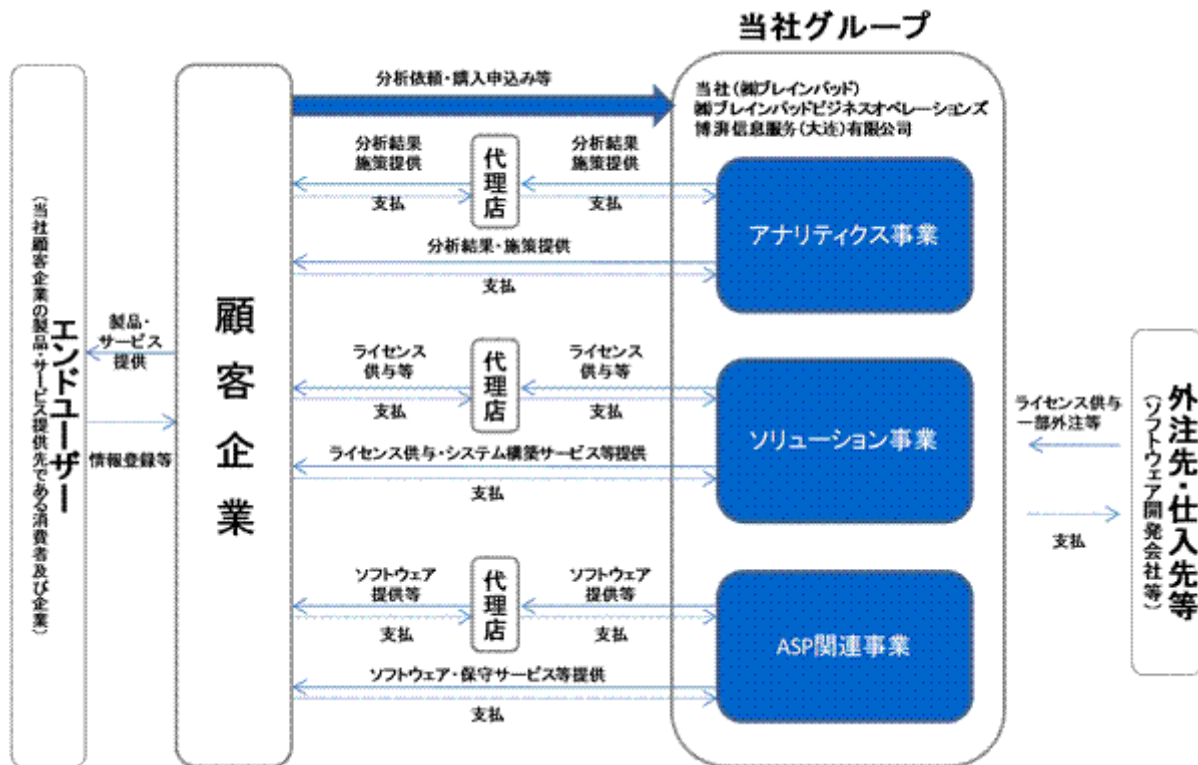 当社グループ
分析依頼・購入申込み等
当社(㈱ブレインパッド)
㈱ブレインパッドビジネスオペレーションズ
博湃信息服务(大连)有限公司
分析結果
施策提供
支払
代理店
分析結果
施策提供
支払
アナリティクス事業
分析結果・施策提供
支払
エンドユーザー
(当社顧客企業の製品・サービス提供先である消費者及び企業)
製品・
サービス
提供
情報登録等
顧客企業
ライセンス
供与等
支払
代理店
ライセンス
供与等
支払
ソリューション事業
ライセンス供与・システム構築サービス等提供
支払
ライセンス供与
一部外注等
支払
外注先・仕入先等
(ソフトウェア開発会社等)
ソフトウェア
提供等
支払
代理店
ソフトウェア
提供等
支払
ASP関連事業
ソフトウェア・保守サービス等提供
支払